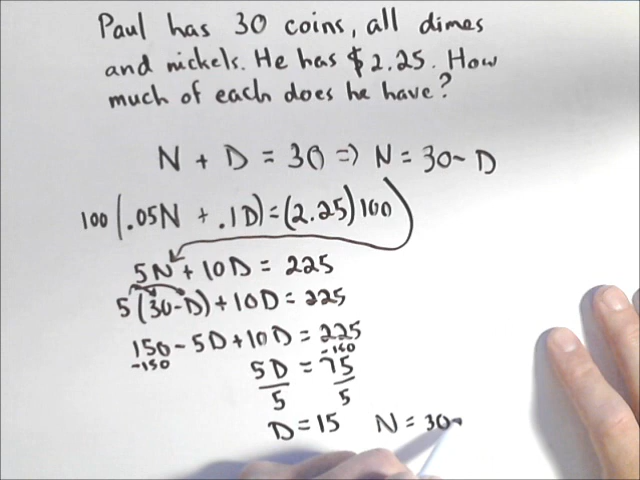 Paul has 30 coins, all dimes
and nickels. He has $2.25. How
much of each does he have?
N + D = 30 => N = 30 - D
100 (.05N + .1D) = (2.25) 100
5N + 10D = 225
5(30-D) + 10D = 225
150 - 5D + 10D = 225
-150 -150
5D = 75
5 5
D = 15 N = 30-